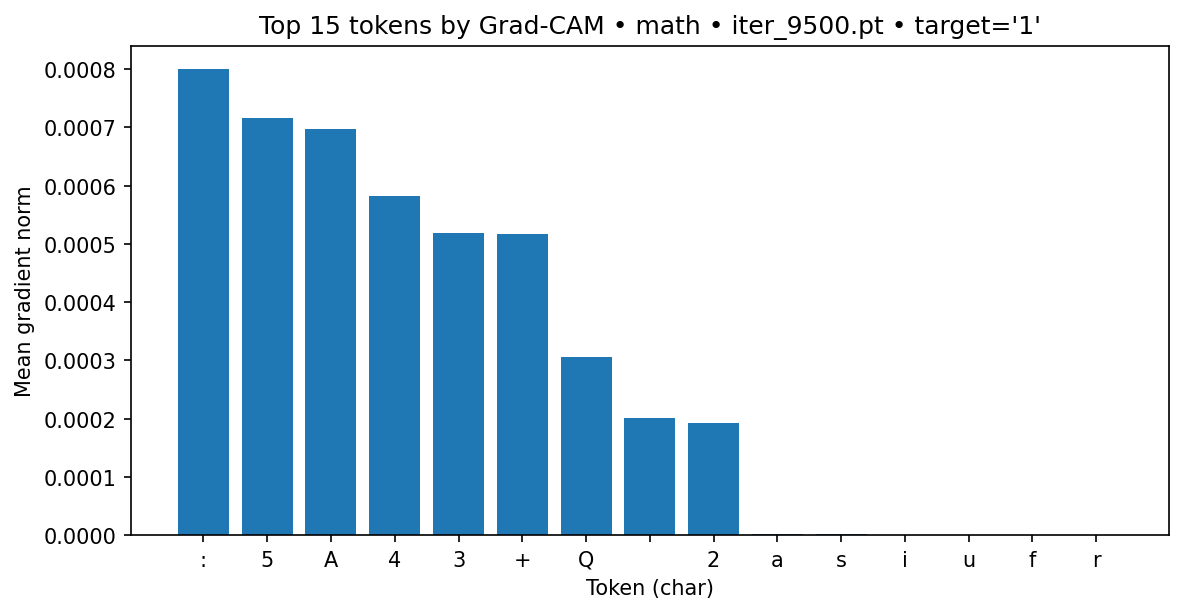 Top 15 tokens by Grad-CAM • math • iter_9500.pt • target='1'
Mean gradient norm
0.0008
0.0007
0.0006
0.0005
0.0004
0.0003
0.0002
0.0001
0.0000
: 5 A 4 3 + Q 2 a s i u f r
Token (char)